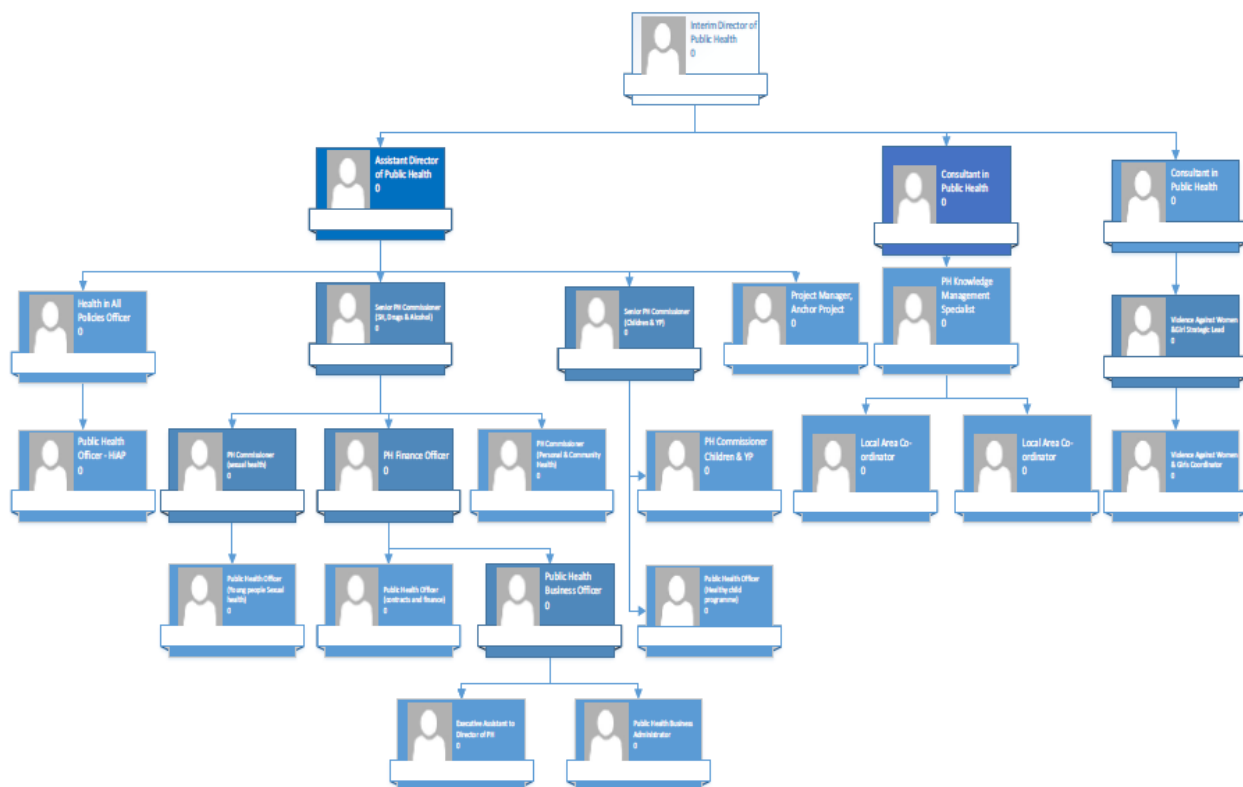 Interim Director of
Public Health
0
Assistant Director
of Public Health
0
Consultant in
Public Health
0
Consultant in
Public Health
0
Health in All
Policies Officer
0
Senior PH Commissioner
(SH, Drugs & Alcohol)
0
Senior PH Commissioner
(Children & YP)
0
Project Manager,
Anchor Project
0
PH Knowledge
Management
Specialist
0
Violence Against Women
&Girl Strategic Lead
0
Public Health
Officer - HiAP
0
PH Commissioner
(sexual health)
0
PH Finance Officer
0
PH Commissioner
(Personal & Community
Health)
0
PH Commissioner
Children & YP
0
Local Area Co-
ordinator
0
Local Area Co-
ordinator
0
Violence Against Women
& Girls Coordinator
0
Public Health Officer
(Young people Sexual
health)
0
Public Health Officer
(contracts and finance)
0
Public Health
Business Officer
0
Public Health Officer
(Healthy child
programme)
0
Executive Assistant to
Director of PH
0
Public Health Business
Administrator
0